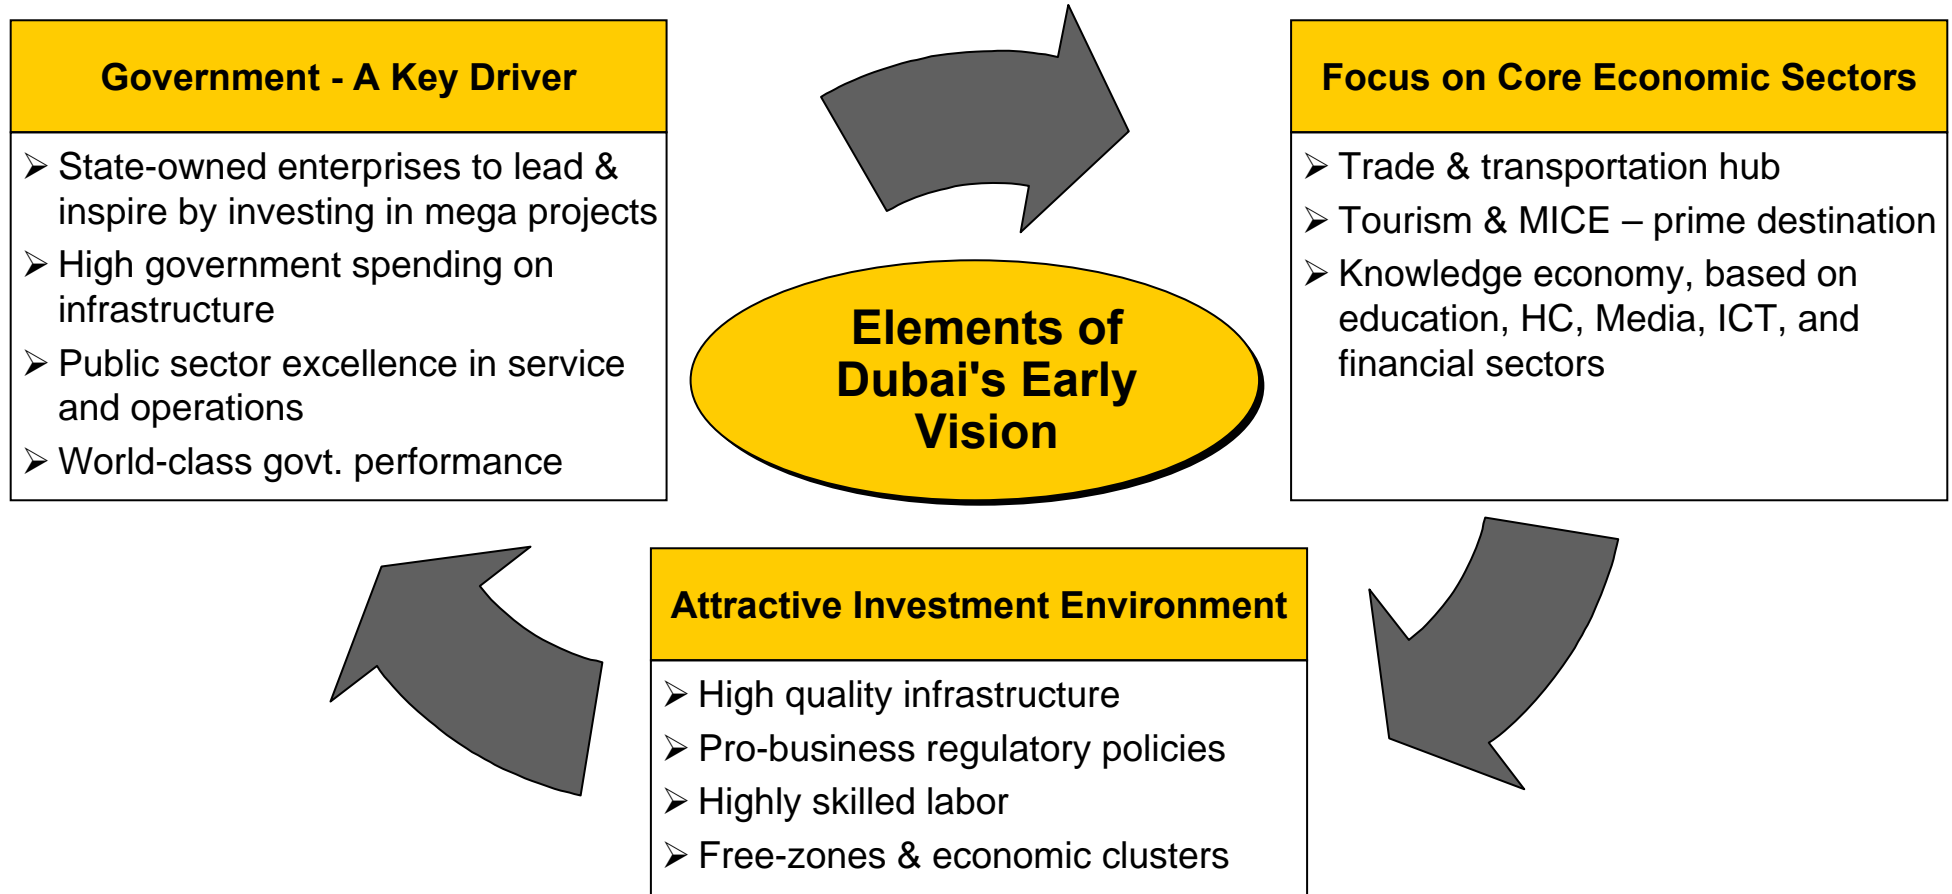 Government - A Key Driver
➢ State-owned enterprises to lead &
inspire by investing in mega projects
➢ High government spending on
infrastructure
➢ Public sector excellence in service
and operations
➢ World-class govt. performance
Elements of
Dubai's Early
Vision
Focus on Core Economic Sectors
➢ Trade & transportation hub
➢ Tourism & MICE – prime destination
➢ Knowledge economy, based on
education, HC, Media, ICT, and
financial sectors
Attractive Investment Environment
➢ High quality infrastructure
➢ Pro-business regulatory policies
➢ Highly skilled labor
➢ Free-zones & economic clusters